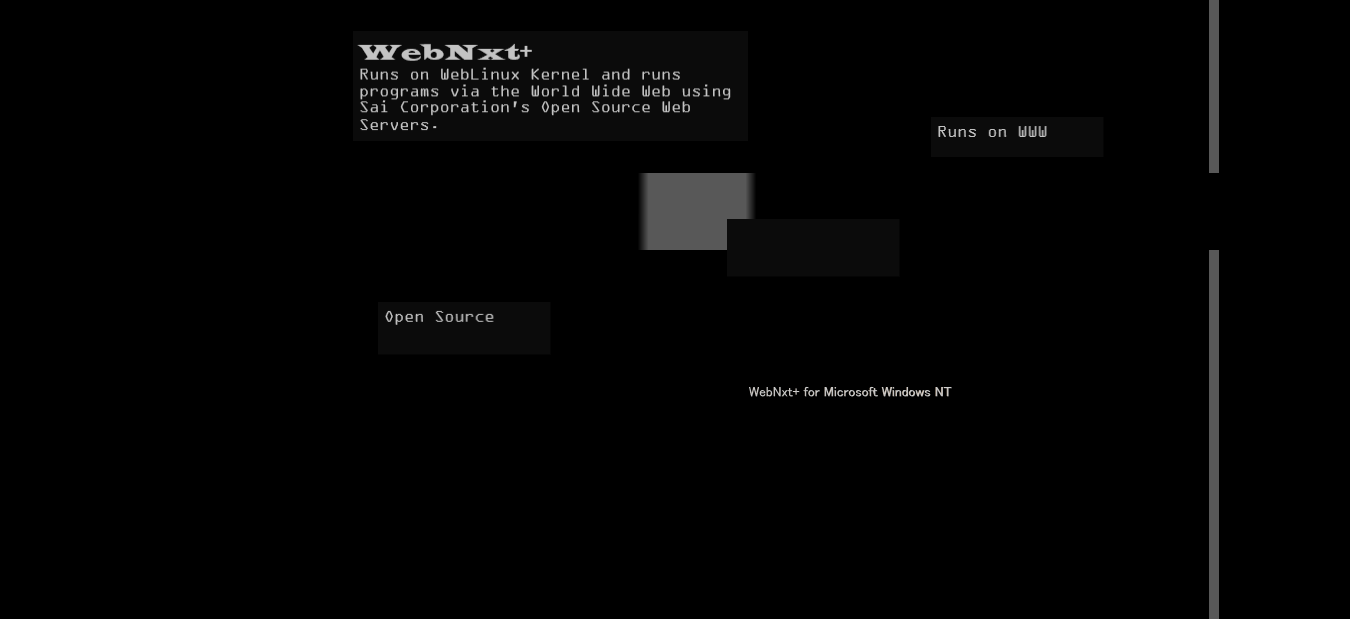 WebNxt+
Runs on WebLinux Kernel and runs
programs via the World Wide Web using
Sai Corporation's Open Source Web
Servers.
Runs on WWW
Open Source
WebNxt+ for Microsoft Windows NT